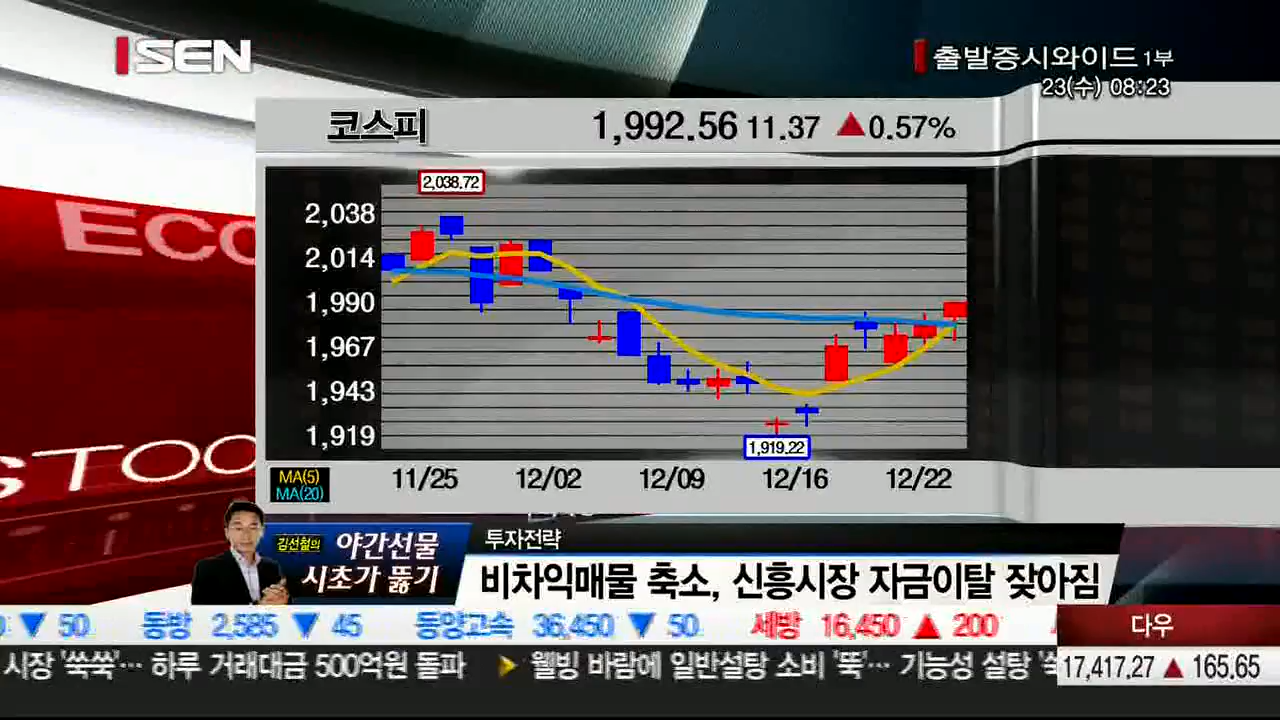 SEN
출발증시와이드 1부
23(수) 08:23
코스피 1,992.56 11.37 ▲0.57%
2,038.72
2,038
2,014
1,990
1,967
1,943
1,919
1,919.22
11/25 12/02 12/09 12/16 12/22
MA(5)
MA(20)
ECO
STOO
김선철의 야간선물
시초가 뚫기
투자전략
비차익매물 축소, 신흥시장 자금이탈 잦아짐
▼ 50 동방 2,585 ▼ 45 동양고속 36,450 ▼ 50 세방 16,450 ▲ 200
다우
시장 '쑥쑥'… 하루 거래대금 500억원 돌파 ▶ 웰빙 바람에 일반설탕 소비 '뚝'… 기능성 설탕
17,417.27 ▲ 165.65